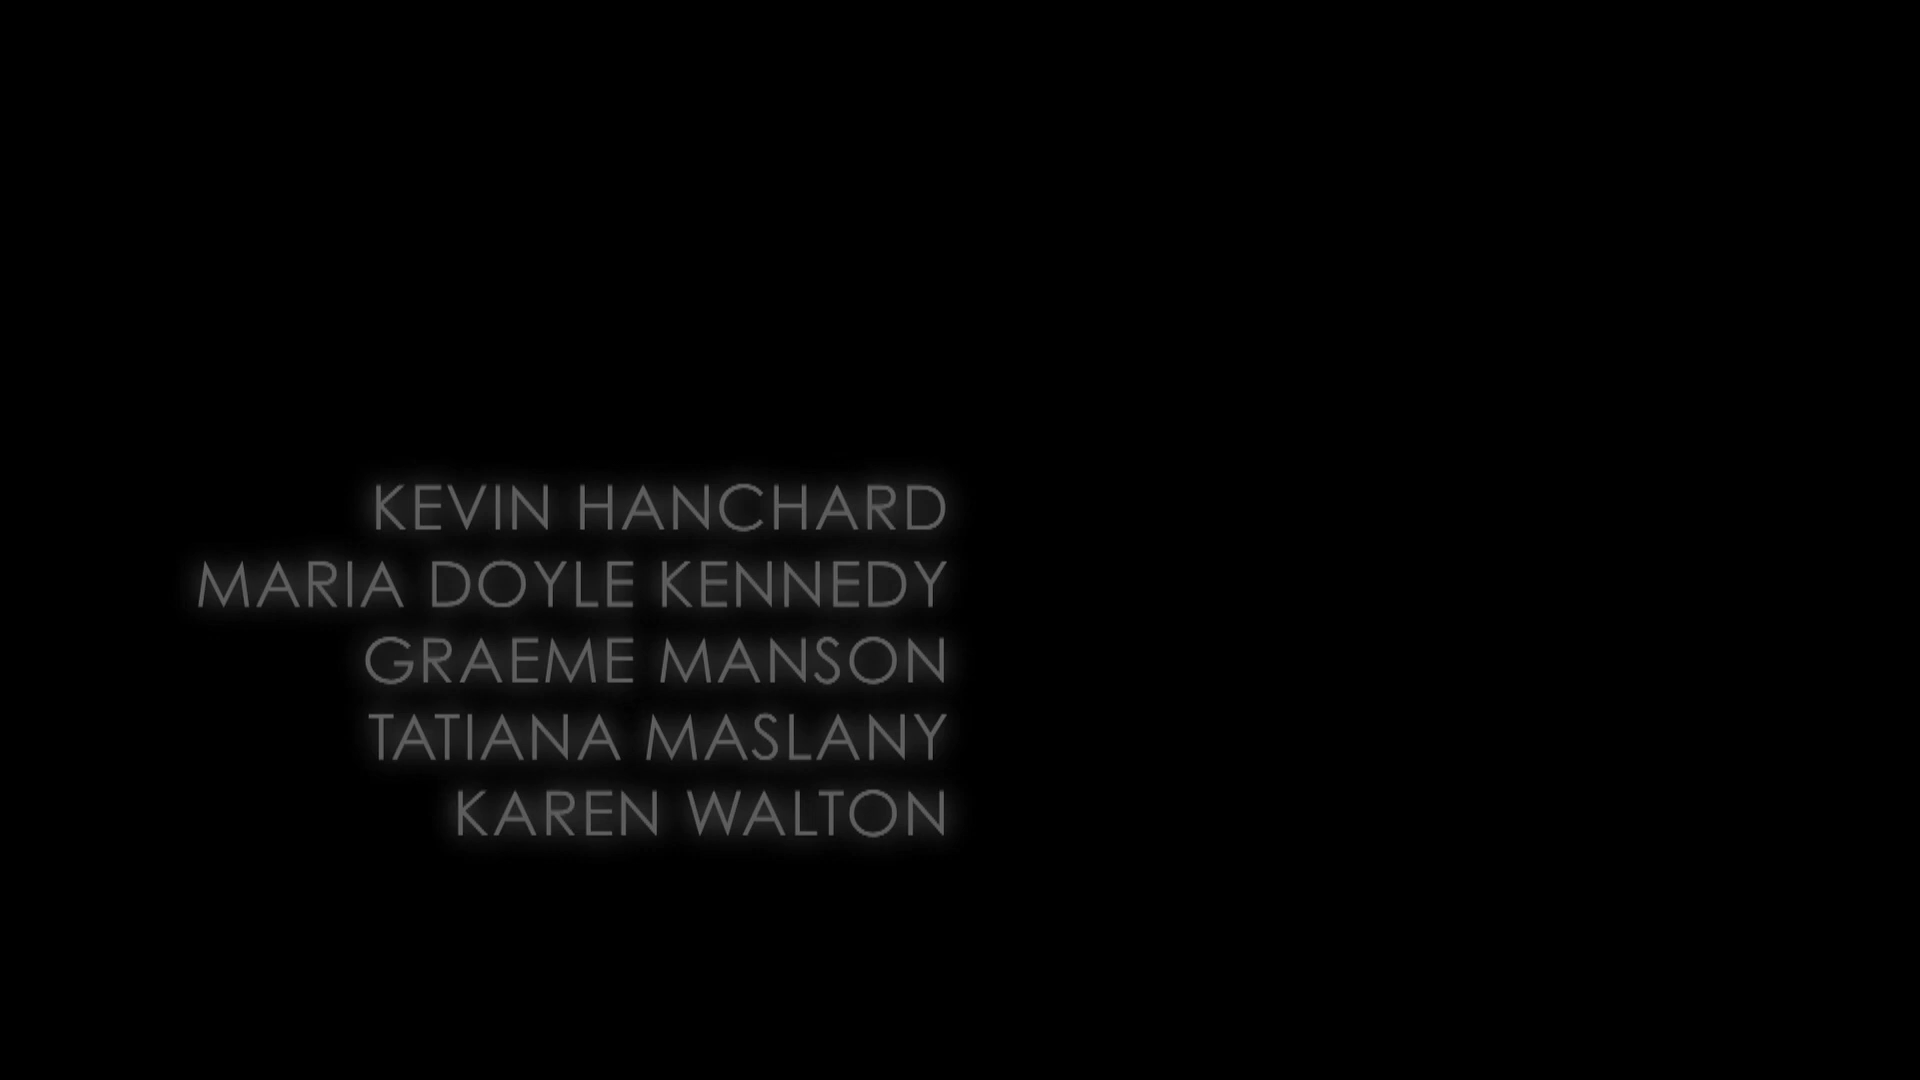 KEVIN HANCHARD
MARIA DOYLE KENNEDY
GRAEME MANSON
TATIANA MASLANY
KAREN WALTON